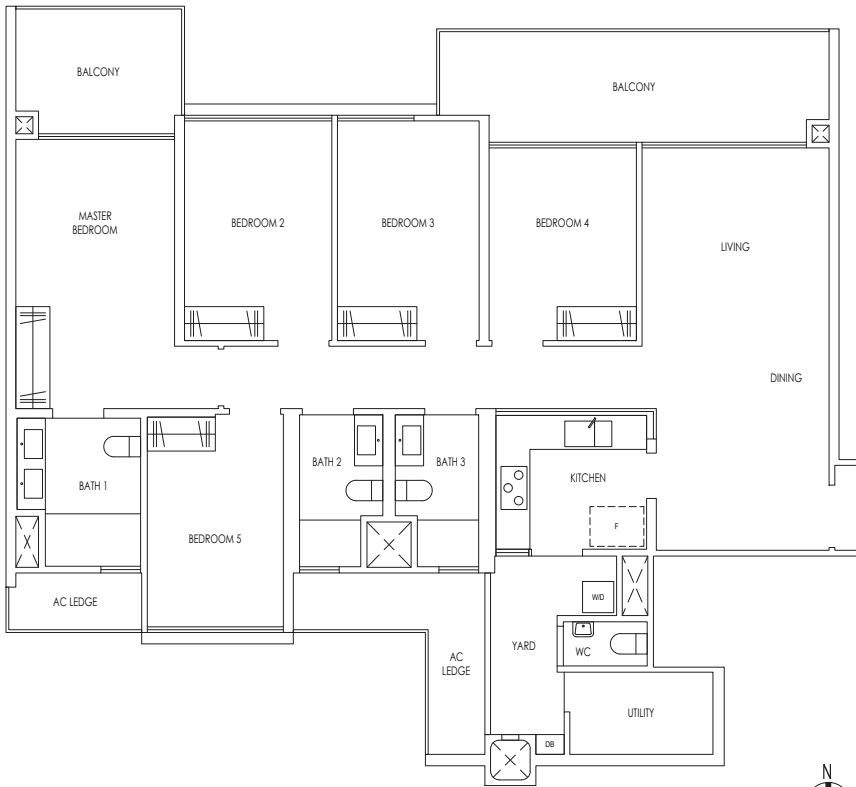 BALCONY
BALCONY
MASTER
BEDROOM
BEDROOM 2
BEDROOM 3
BEDROOM 4
LIVING
DINING
BATH 1
BEDROOM 5
BATH 2
BATH 3
KITCHEN
F
AC LEDGE
W/D
YARD
WC
AC
LEDGE
UTILITY
DB
N